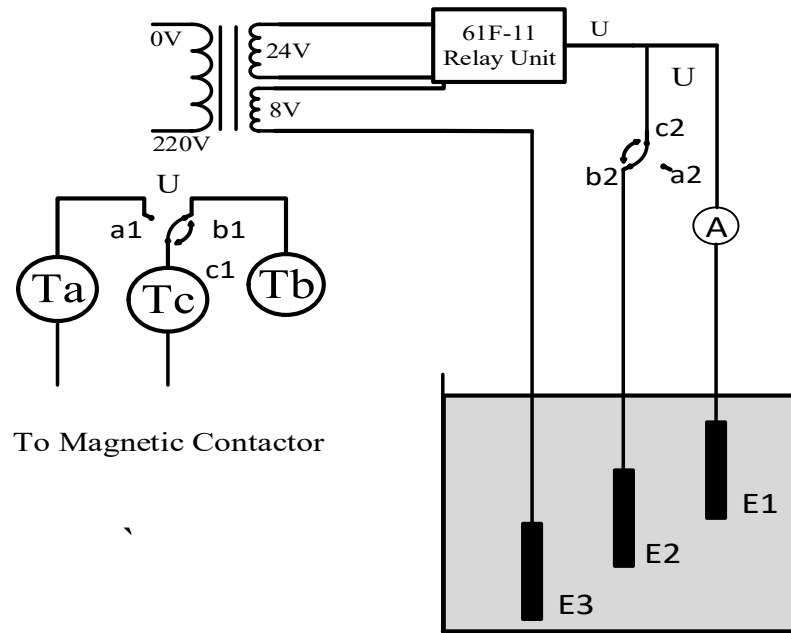 0V
24V
8V
220V
61F-11
Relay Unit
U
U
c2
b2
a2
A
U
a1
b1
c1
Ta
Tc
Tb
To Magnetic Contactor
`
E1
E2
E3